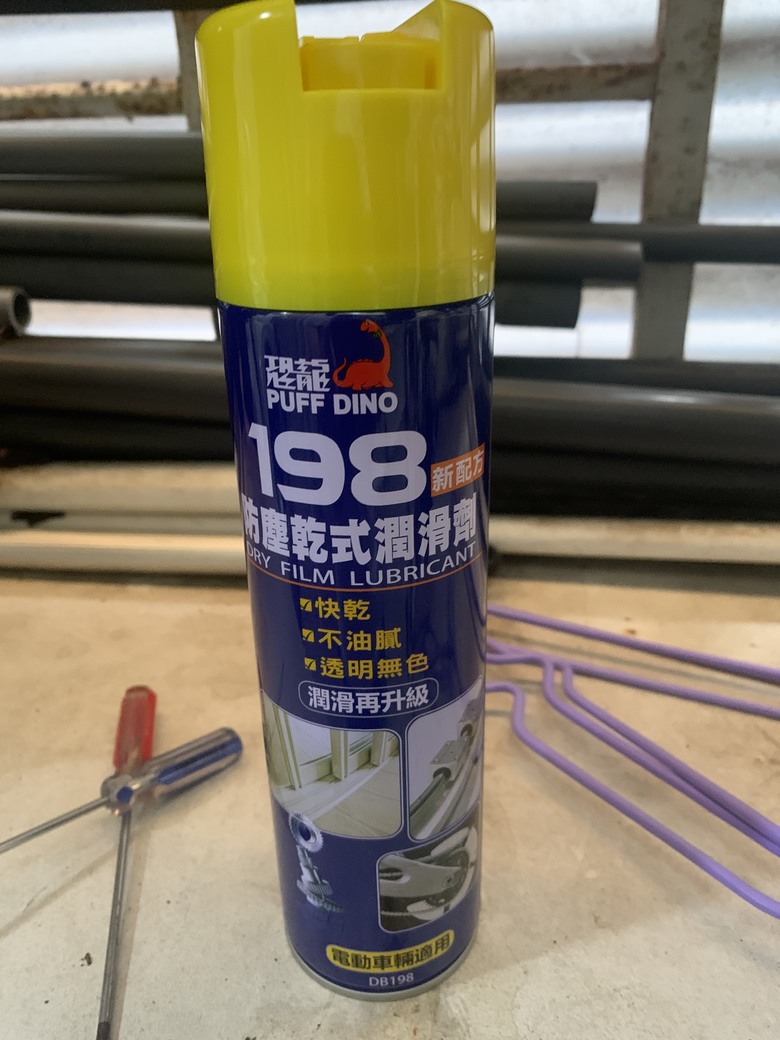 恐龍
PUFF DINO
198 新配方
防塵乾式潤滑劑
DRY FILM LUBRICANT
快乾
不油膩
透明無色
潤滑再升級
電動車輛適用
DB198